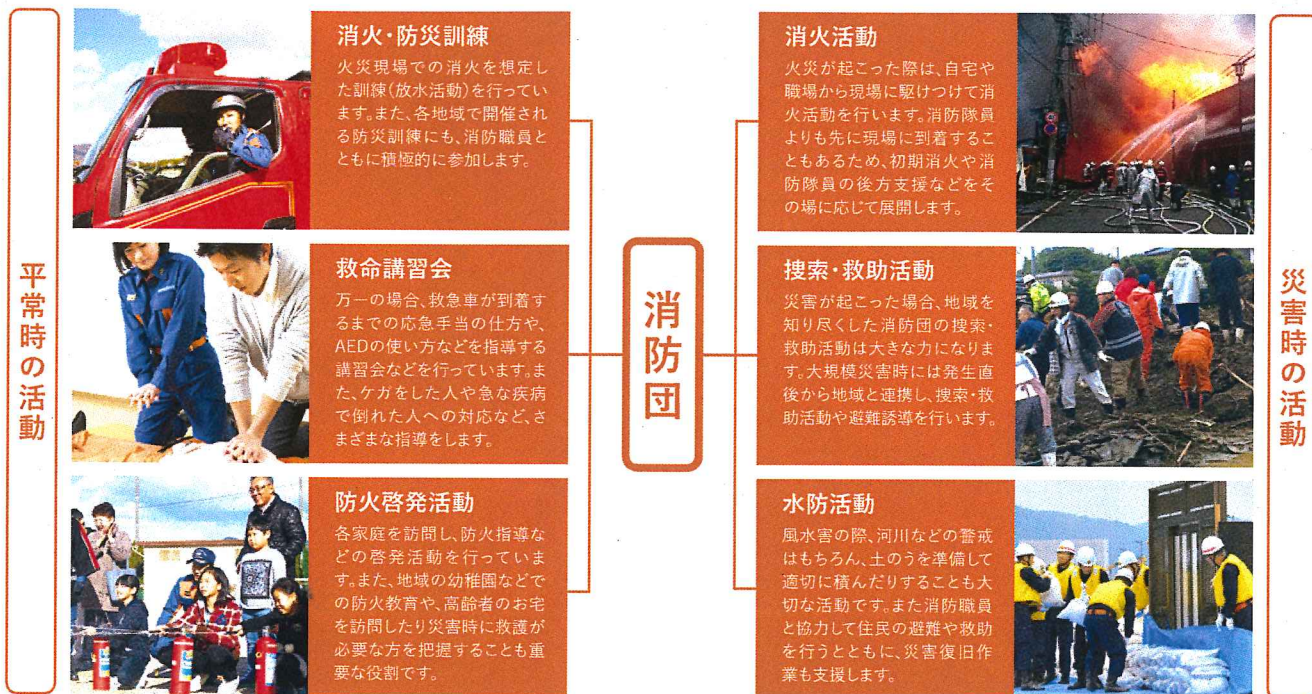 平常時の活動
消火・防災訓練
火災現場での消火を想定し
た訓練(放水活動)を行ってい
ます。また、各地域で開催され
る防災訓練にも、消防職員と
ともに積極的に参加します。
救命講習会
万一の場合、救急車が到着す
るまでの応急手当の仕方や、
AEDの使い方などを指導する
講習会などを行っています。ま
た、ケガをした人や急な疾病
で倒れた人への対応など、さ
まざまな指導をします。
防火啓発活動
各家庭を訪問し、防火指導な
どの啓発活動を行っていま
す。また、地域の幼稚園などで
の防火教育や、高齢者のお宅
を訪問したり災害時に救護が
必要な方を把握することも重
要な役割です。
消防団
消火活動
火災が起こった際は、自宅や
職場から現場に駆けつけて消
火活動を行います。消防隊員
よりも先に現場に到着するこ
ともあるため、初期消火や消
防隊員の後方支援などをそ
の場に応じて展開します。
捜索・救助活動
災害が起こった場合、地域を
知り尽くした消防団の捜索・
救助活動は大きな力になりま
す。大規模災害時には発生直
後から地域と連携し、捜索・救
助活動や避難誘導を行います。
水防活動
風水害の際、河川などの警戒
はもちろん、土のうを準備して
適切に積んだりすることも大
切な活動です。また消防職員
と協力して住民の避難や救助
を行うとともに、災害復旧作
業も支援します。
災害時の活動